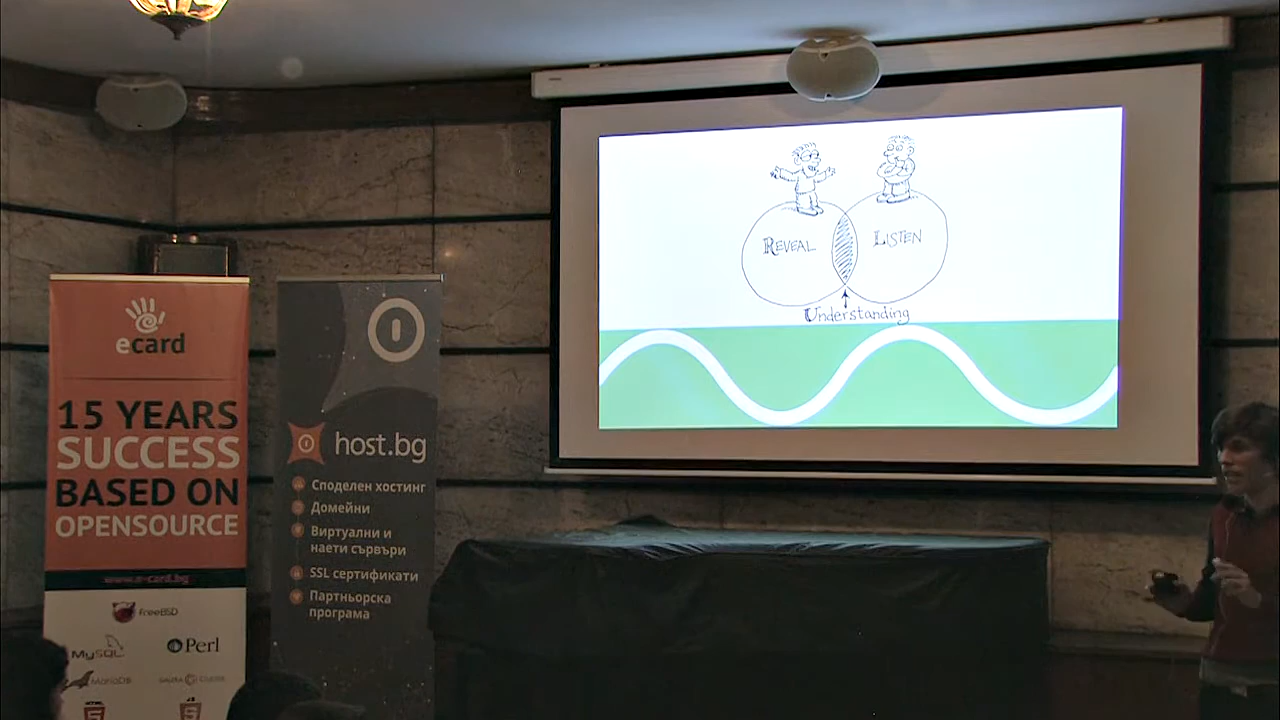 REVEAL
LISTEN
Understanding
ecard
15 YEARS
SUCCESS
BASED ON
OPENSOURCE
www.e-card.bg
FreeBSD
MySQL
Perl
MariaDB
host.bg
Споделен хостинг
Домейни
Виртуални и
наети сървъри
SSL сертификати
Партньорска
програма